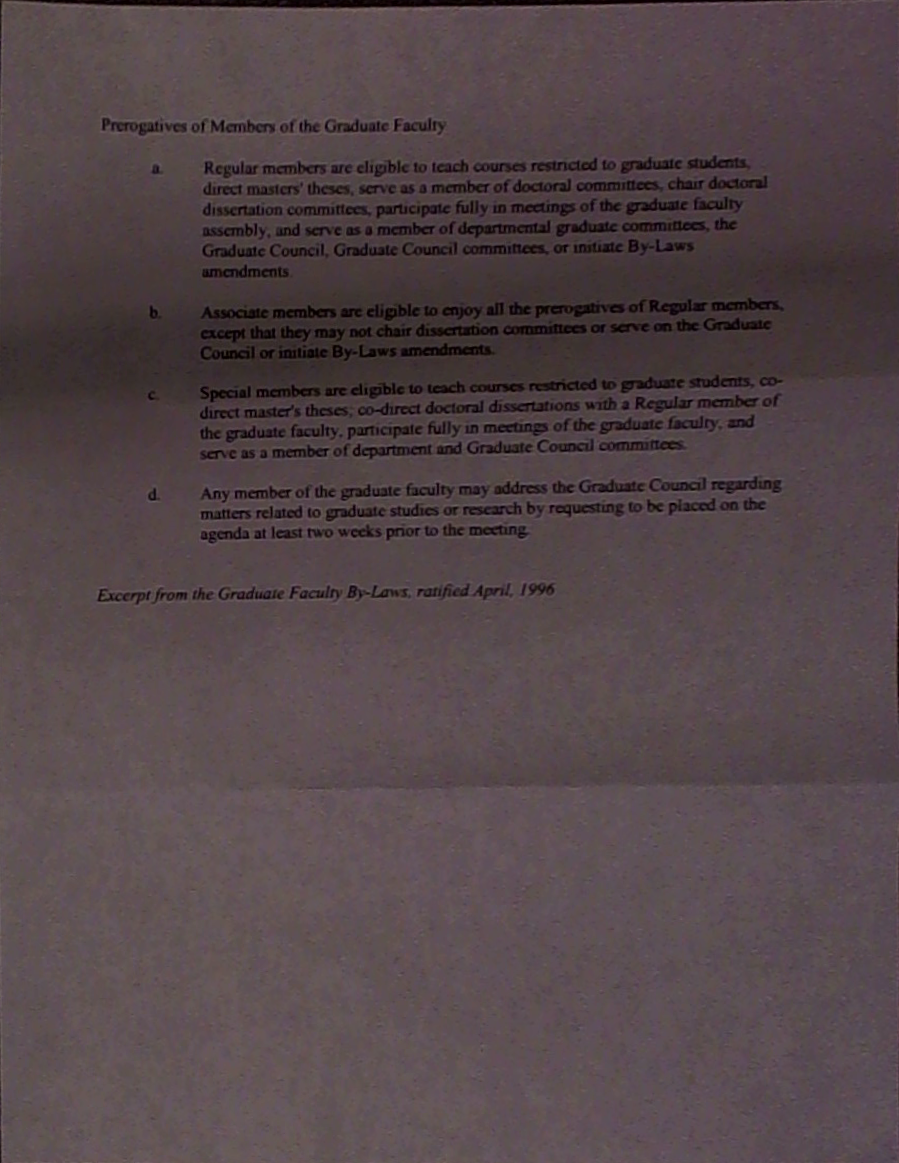 Prerogatives of Members of the Graduate Faculty
a. Regular members are eligible to teach courses restricted to graduate students,
direct masters' theses, serve as a member of doctoral committees, chair doctoral
dissertation committees, participate fully in meetings of the graduate faculty
assembly, and serve as a member of departmental graduate committees, the
Graduate Council, Graduate Council committees, or initiate By-Laws
amendments.
b. Associate members are eligible to enjoy all the prerogatives of Regular members,
except that they may not chair dissertation committees or serve on the Graduate
Council or initiate By-Laws amendments.
c. Special members are eligible to teach courses restricted to graduate students, co-
direct master's theses; co-direct doctoral dissertations with a Regular member of
the graduate faculty, participate fully in meetings of the graduate faculty, and
serve as a member of department and Graduate Council committees.
d. Any member of the graduate faculty may address the Graduate Council regarding
matters related to graduate studies or research by requesting to be placed on the
agenda at least two weeks prior to the meeting.
Excerpt from the Graduate Faculty By-Laws, ratified April, 1996